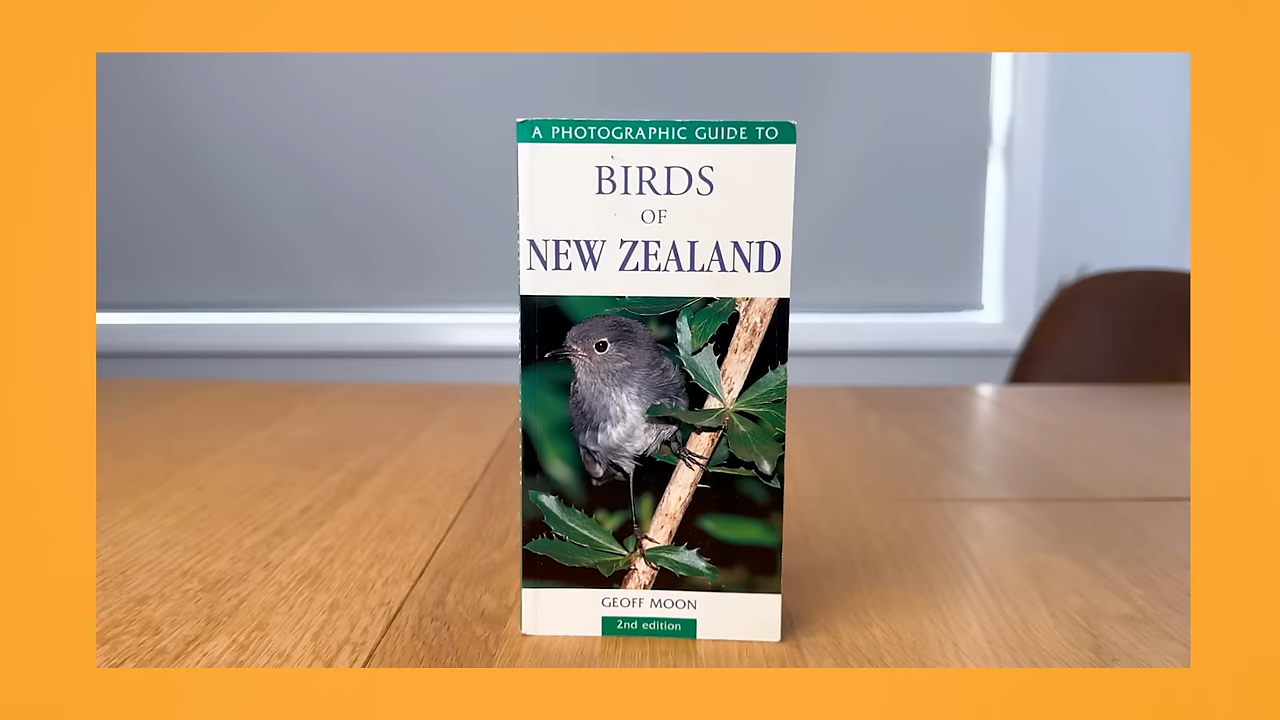 A PHOTOGRAPHIC GUIDE TO
BIRDS
OF
NEW ZEALAND
GEOFF MOON
2nd edition